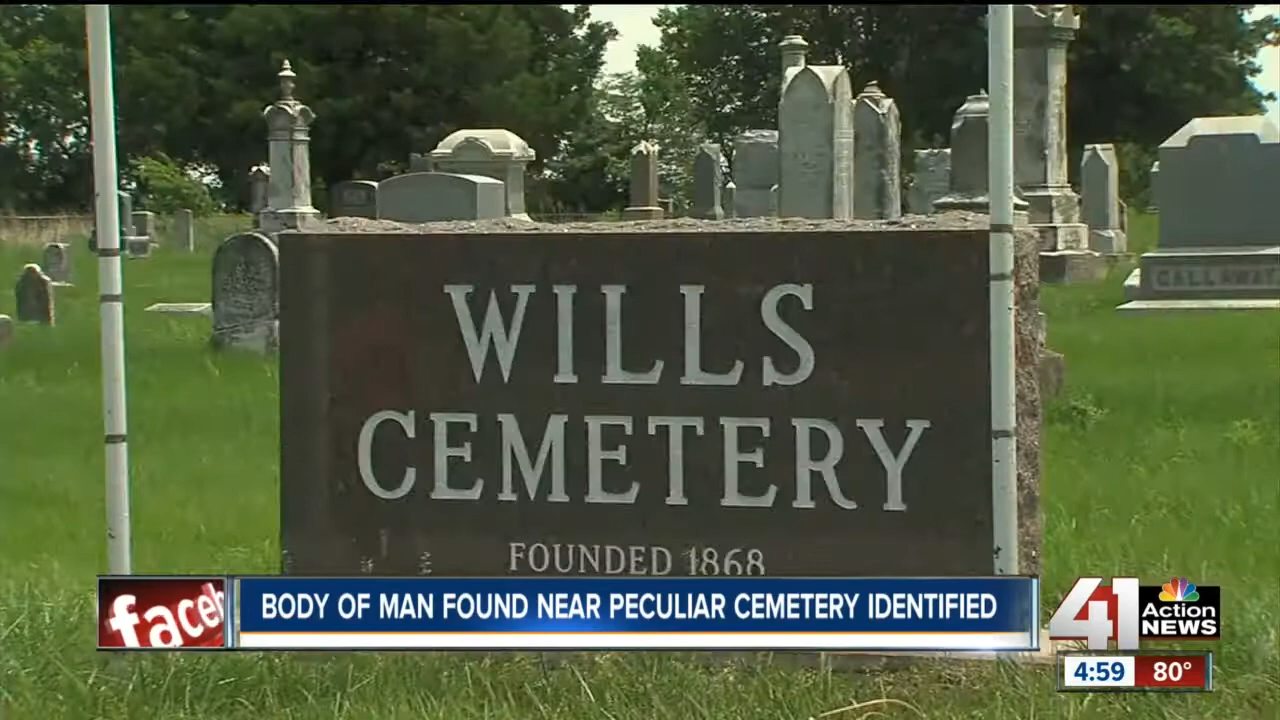 WILLS
CEMETERY
FOUNDED 1868
CALLAWAY
faceb
BODY OF MAN FOUND NEAR PECULIAR CEMETERY IDENTIFIED
41 Action
NEWS
4:59 80°